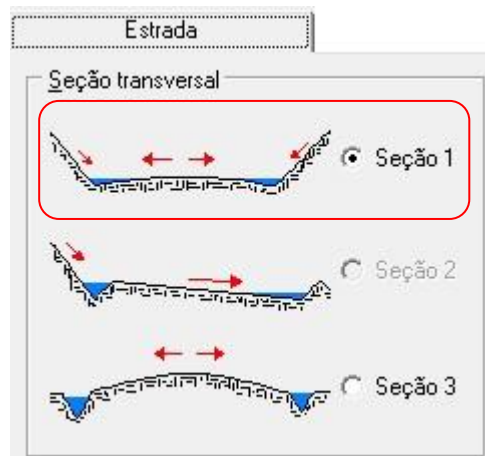 Estrada
Seção transversal
Seção 1
Seção 2
Seção 3